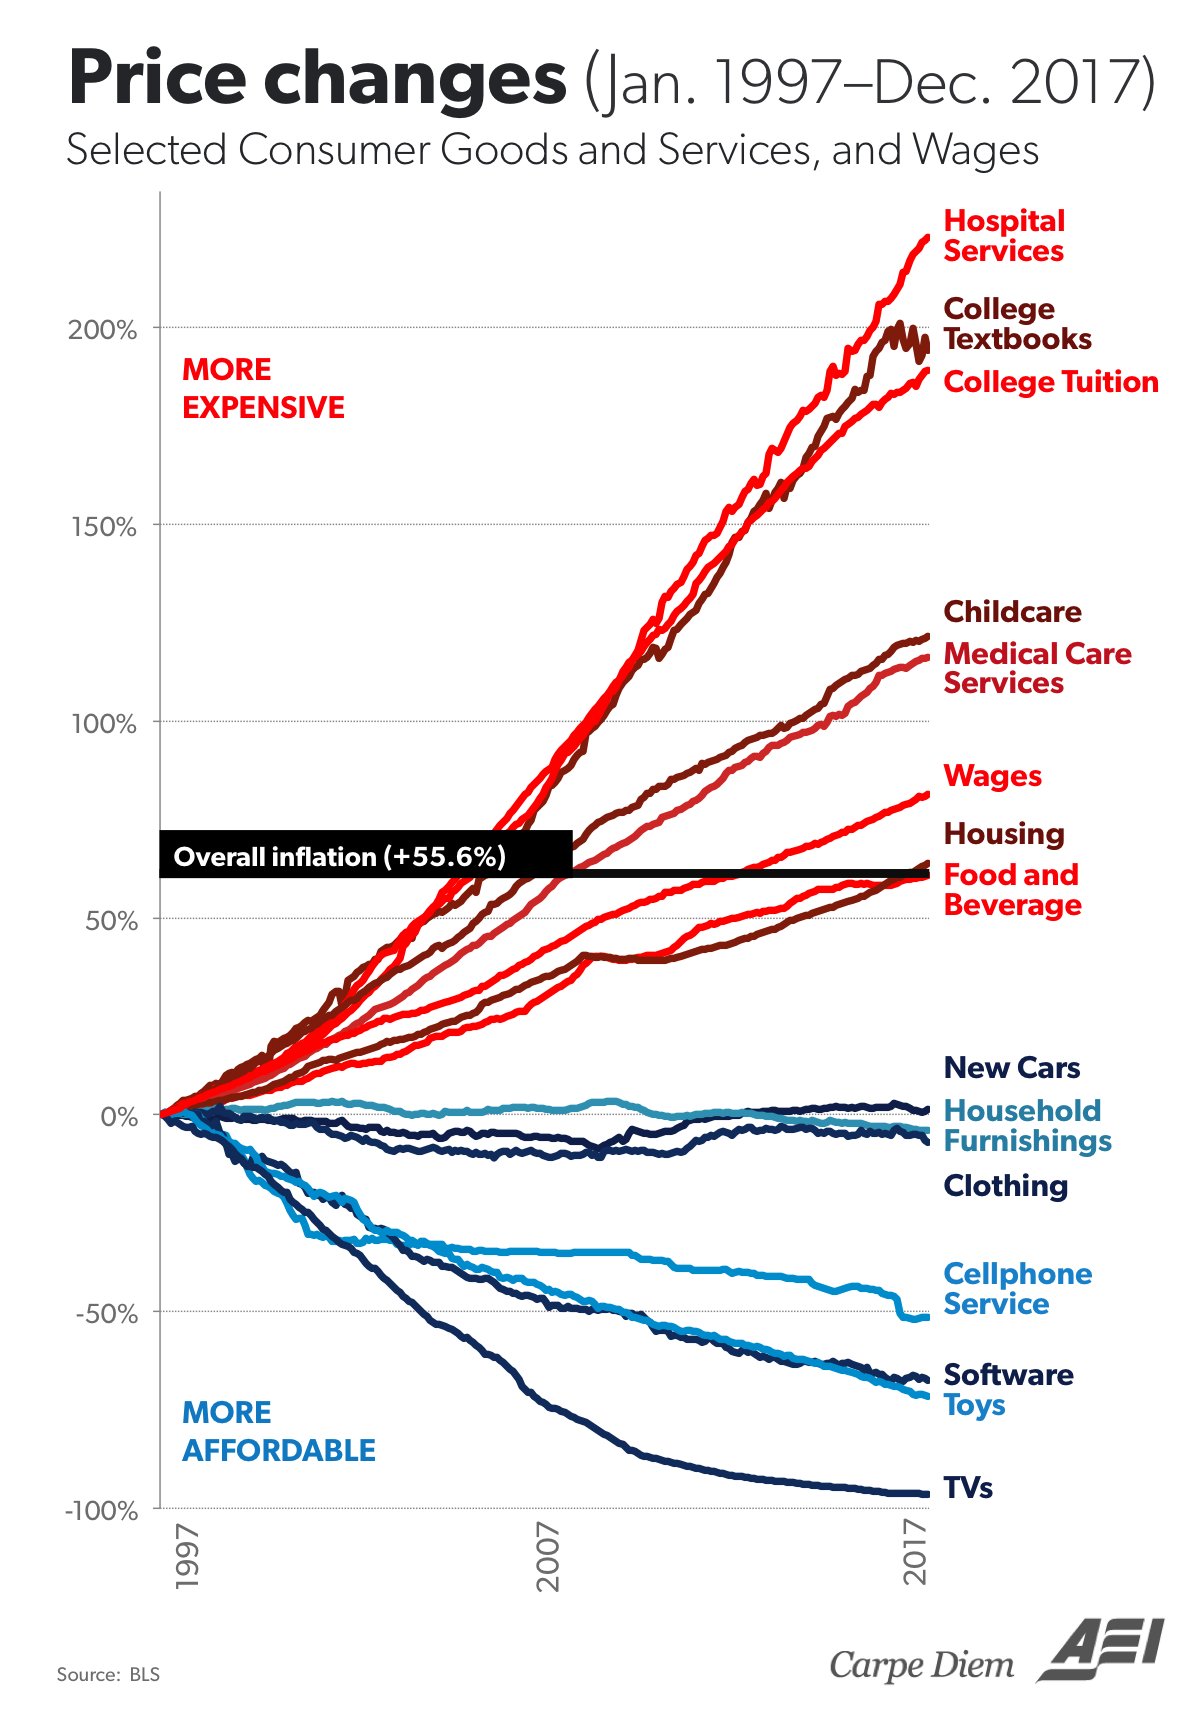 Price changes (Jan. 1997–Dec. 2017)
Selected Consumer Goods and Services, and Wages
Hospital
Services
College
Textbooks
College Tuition
200%
MORE
EXPENSIVE
150%
Childcare
Medical Care
Services
100%
Wages
Housing
Overall inflation (+55.6%)
Food and
Beverage
50%
New Cars
Household
Furnishings
0%
Clothing
Cellphone
Service
-50%
Software
Toys
MORE
AFFORDABLE
TVs
-100%
1997
2007
2017
Source: BLS
Carpe Diem
AEI